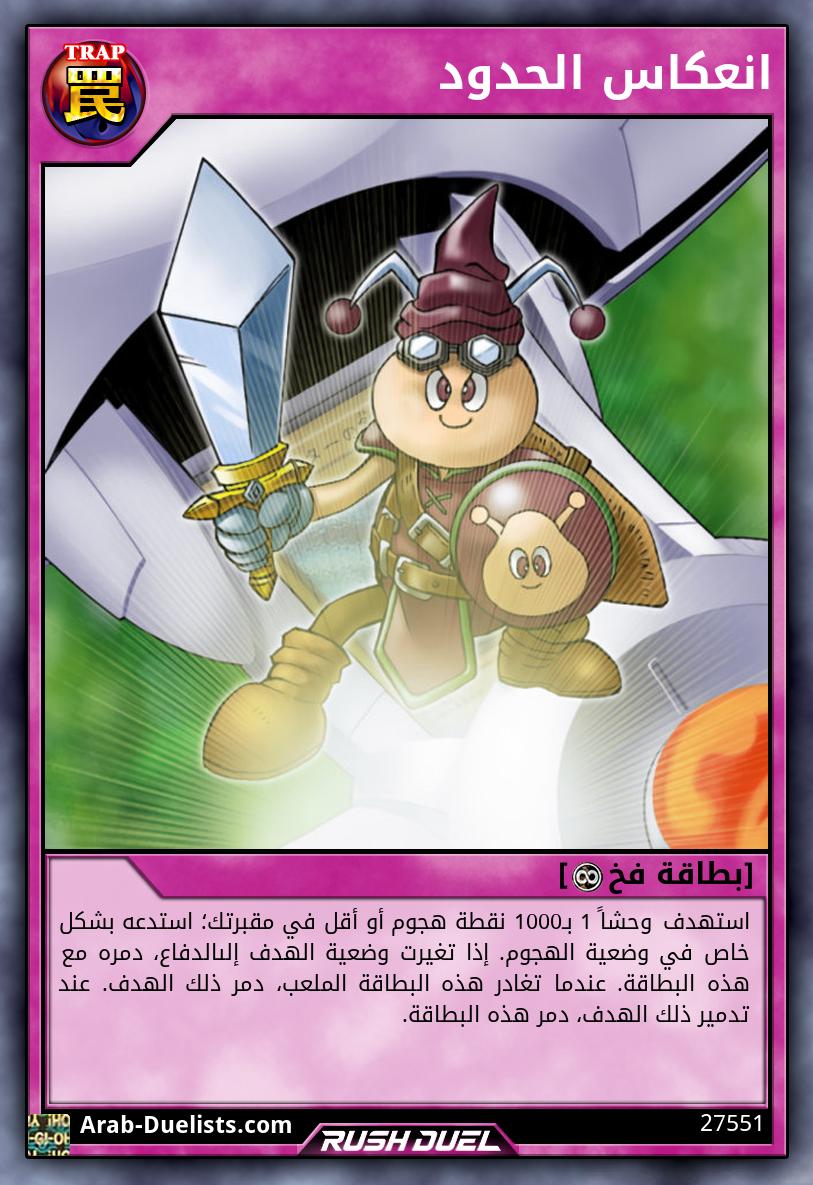 TRAP
罠
انعكاس الحدود
[بطاقة فخ ]
استهدف وحشاً 1 بـ1000 نقطة هجوم أو أقل في مقبرتك؛ استدعه بشكل
خاص في وضعية الهجوم. إذا تغيرت وضعية الهدف إلىالدفاع، دمره مع
هذه البطاقة. عندما تغادر هذه البطاقة الملعب، دمر ذلك الهدف. عند
تدمير ذلك الهدف، دمر هذه البطاقة.
Arab-Duelists.com
RUSH DUEL
27551